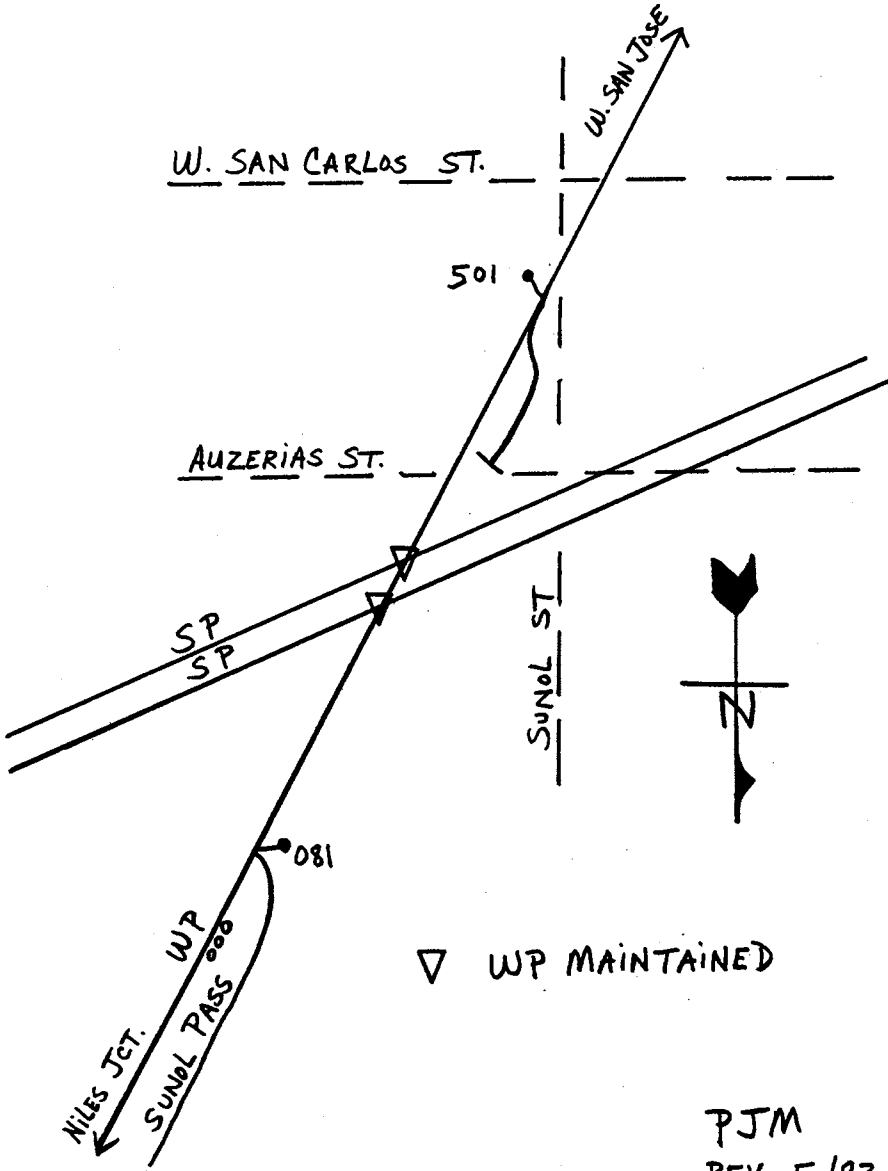 W. SAN JOSE
W. SAN CARLOS ST.
501
AUZERIAS ST.
SP
SP
SUNOL ST
N
081
WP
WP MAINTAINED
SUNOL PASS
NILES JCT.
PJM